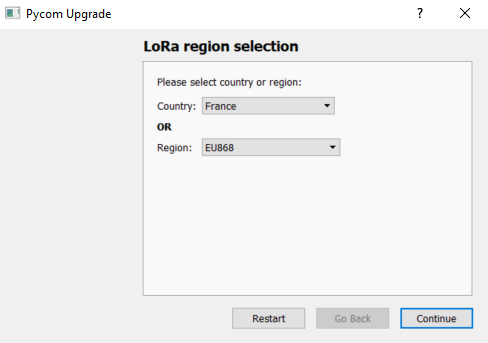 Pycom Upgrade
?
LoRa region selection
Please select country or region:
Country: France
OR
Region: EU868
Restart Go Back Continue